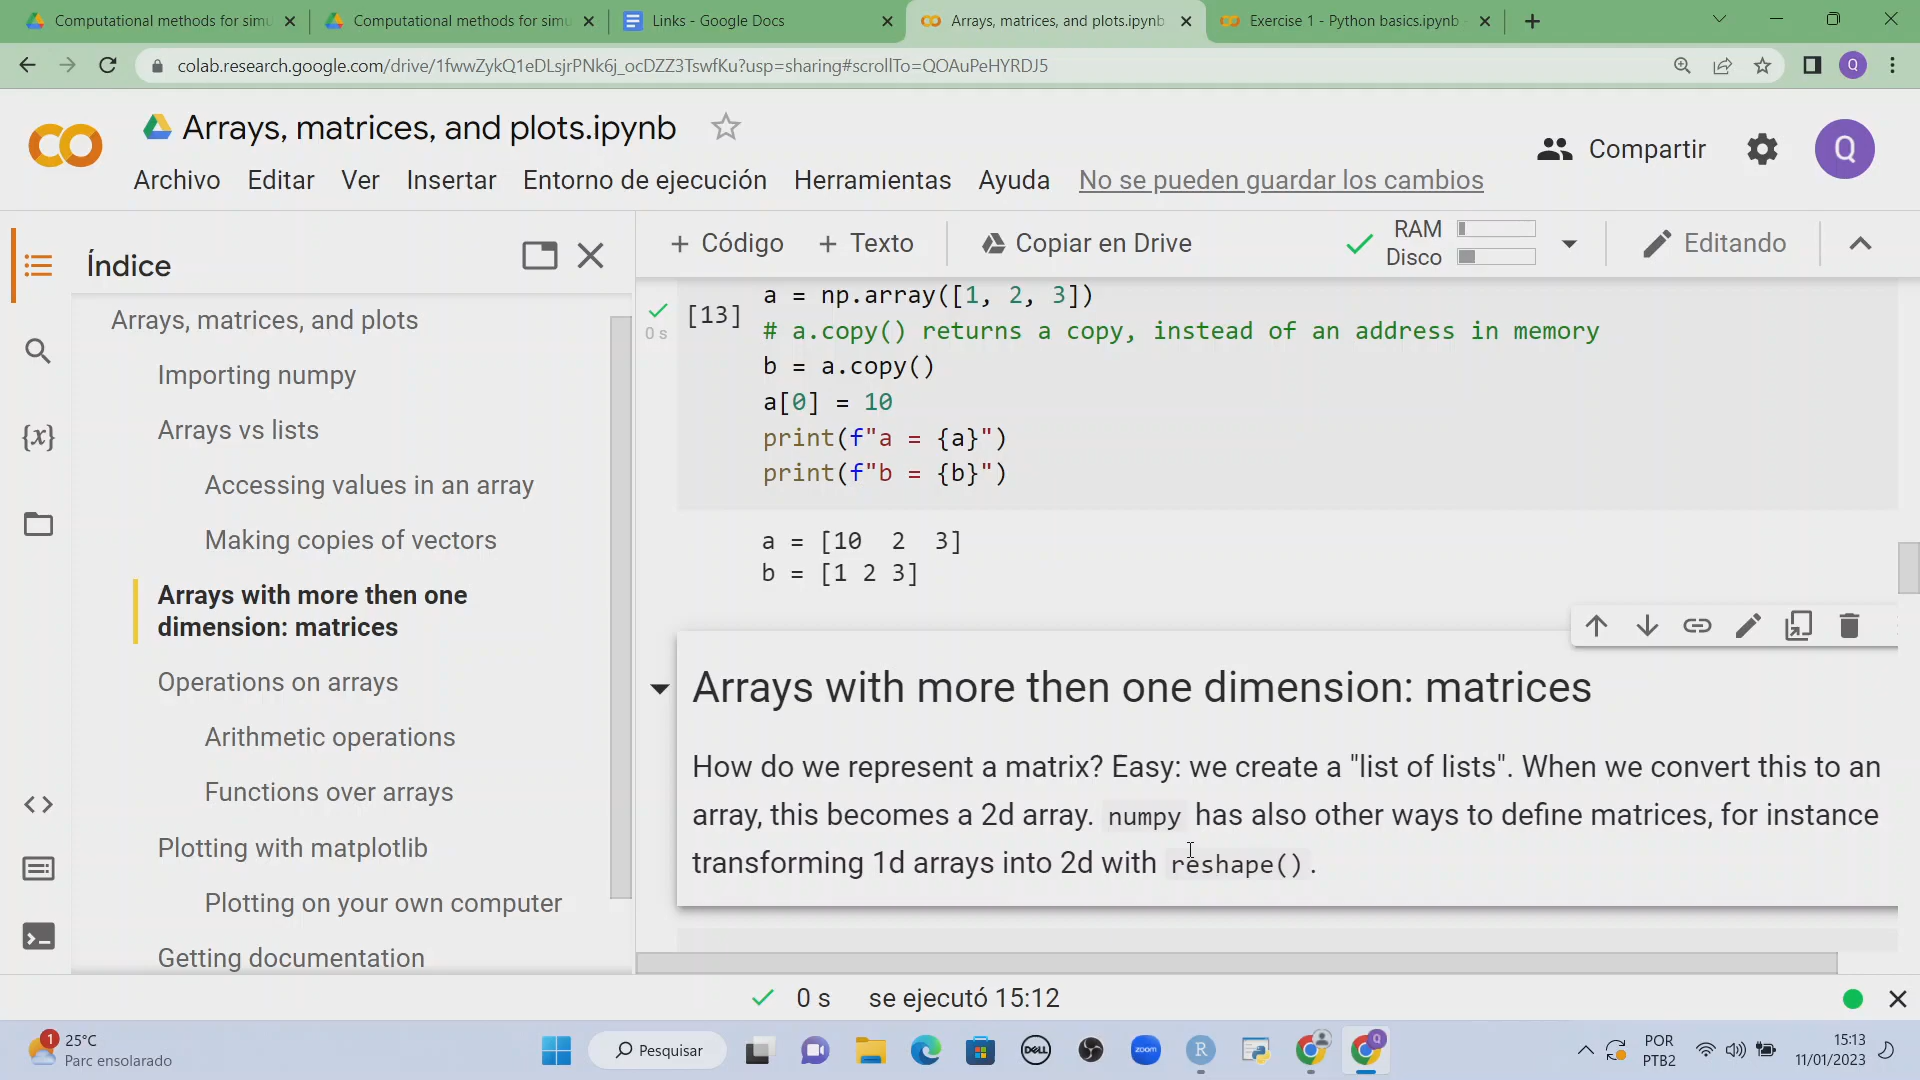 Computational methods for simu
Computational methods for simu
Links - Google Docs
Arrays, matrices, and plots.ipynb
Exercise 1 - Python basics.ipynb
colab.research.google.com/drive/1fwwZykQ1eDLsjrPNk6j_ocDZZ3TswfKu?usp=sharing#scrollTo=QOAuPeHYRDJ5
Q
Arrays, matrices, and plots.ipynb
Compartir
Q
Archivo Editar Ver Insertar Entorno de ejecución Herramientas Ayuda No se pueden guardar los cambios
+ Código + Texto Copiar en Drive
RAM
Disco
Editando
Índice
Arrays, matrices, and plots
Importing numpy
Arrays vs lists
Accessing values in an array
Making copies of vectors
Arrays with more then one
dimension: matrices
Operations on arrays
Arithmetic operations
Functions over arrays
Plotting with matplotlib
Plotting on your own computer
Getting documentation
{x}
<>
0 s
[13]
a = np.array([1, 2, 3])
# a.copy() returns a copy, instead of an address in memory
b = a.copy()
a[0] = 10
print(f"a = {a}")
print(f"b = {b}")
a = [10  2  3]
b = [1 2 3]
Arrays with more then one dimension: matrices
How do we represent a matrix? Easy: we create a "list of lists". When we convert this to an
array, this becomes a 2d array. numpy has also other ways to define matrices, for instance
transforming 1d arrays into 2d with reshape().
0 s se ejecutó 15:12
1
25°C
Parc ensolarado
Pesquisar
DELL
zoom
R
Q
POR
PTB2
15:13
11/01/2023